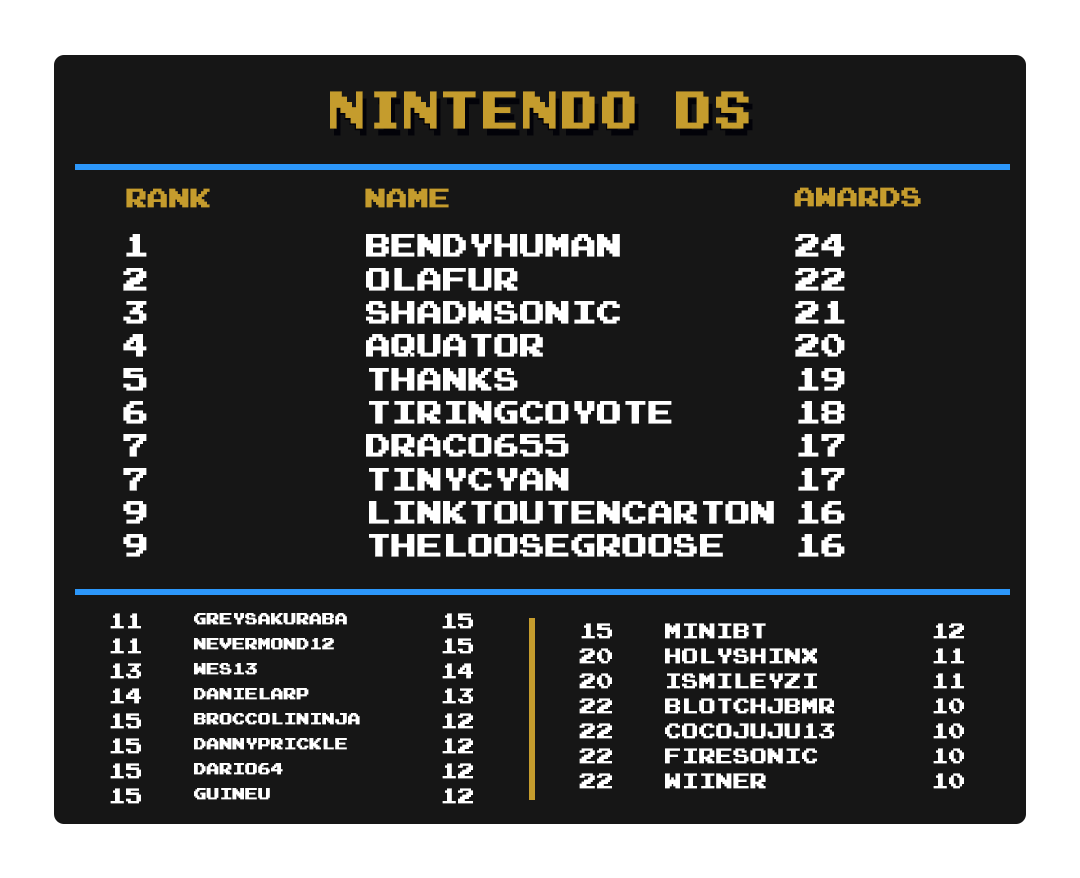 NINTENDO DS
RANK NAME AWARDS
1 BENDYHUMAN 24
2 OLAFUR 22
3 SHADWSONIC 21
4 AQUATOR 20
5 THANKS 19
6 TIRINGCOYOTE 18
7 DRACO655 17
7 TINYCYAN 17
9 LINKTOUTENCARTON 16
9 THELOOSEGROOSE 16
11 GREYSAKURABA 15
11 NEVERMOND12 15
13 WES13 14
14 DANIELARP 13
15 BROCCOLININJA 12
15 DANNYPRICKLE 12
15 DARIO64 12
15 GUINEU 12
15 MINIBT 12
20 HOLYSHINX 11
20 ISMILEYZI 11
22 BLOTCHJBMR 10
22 COCOJUJU13 10
22 FIRESONIC 10
22 WIINER 10